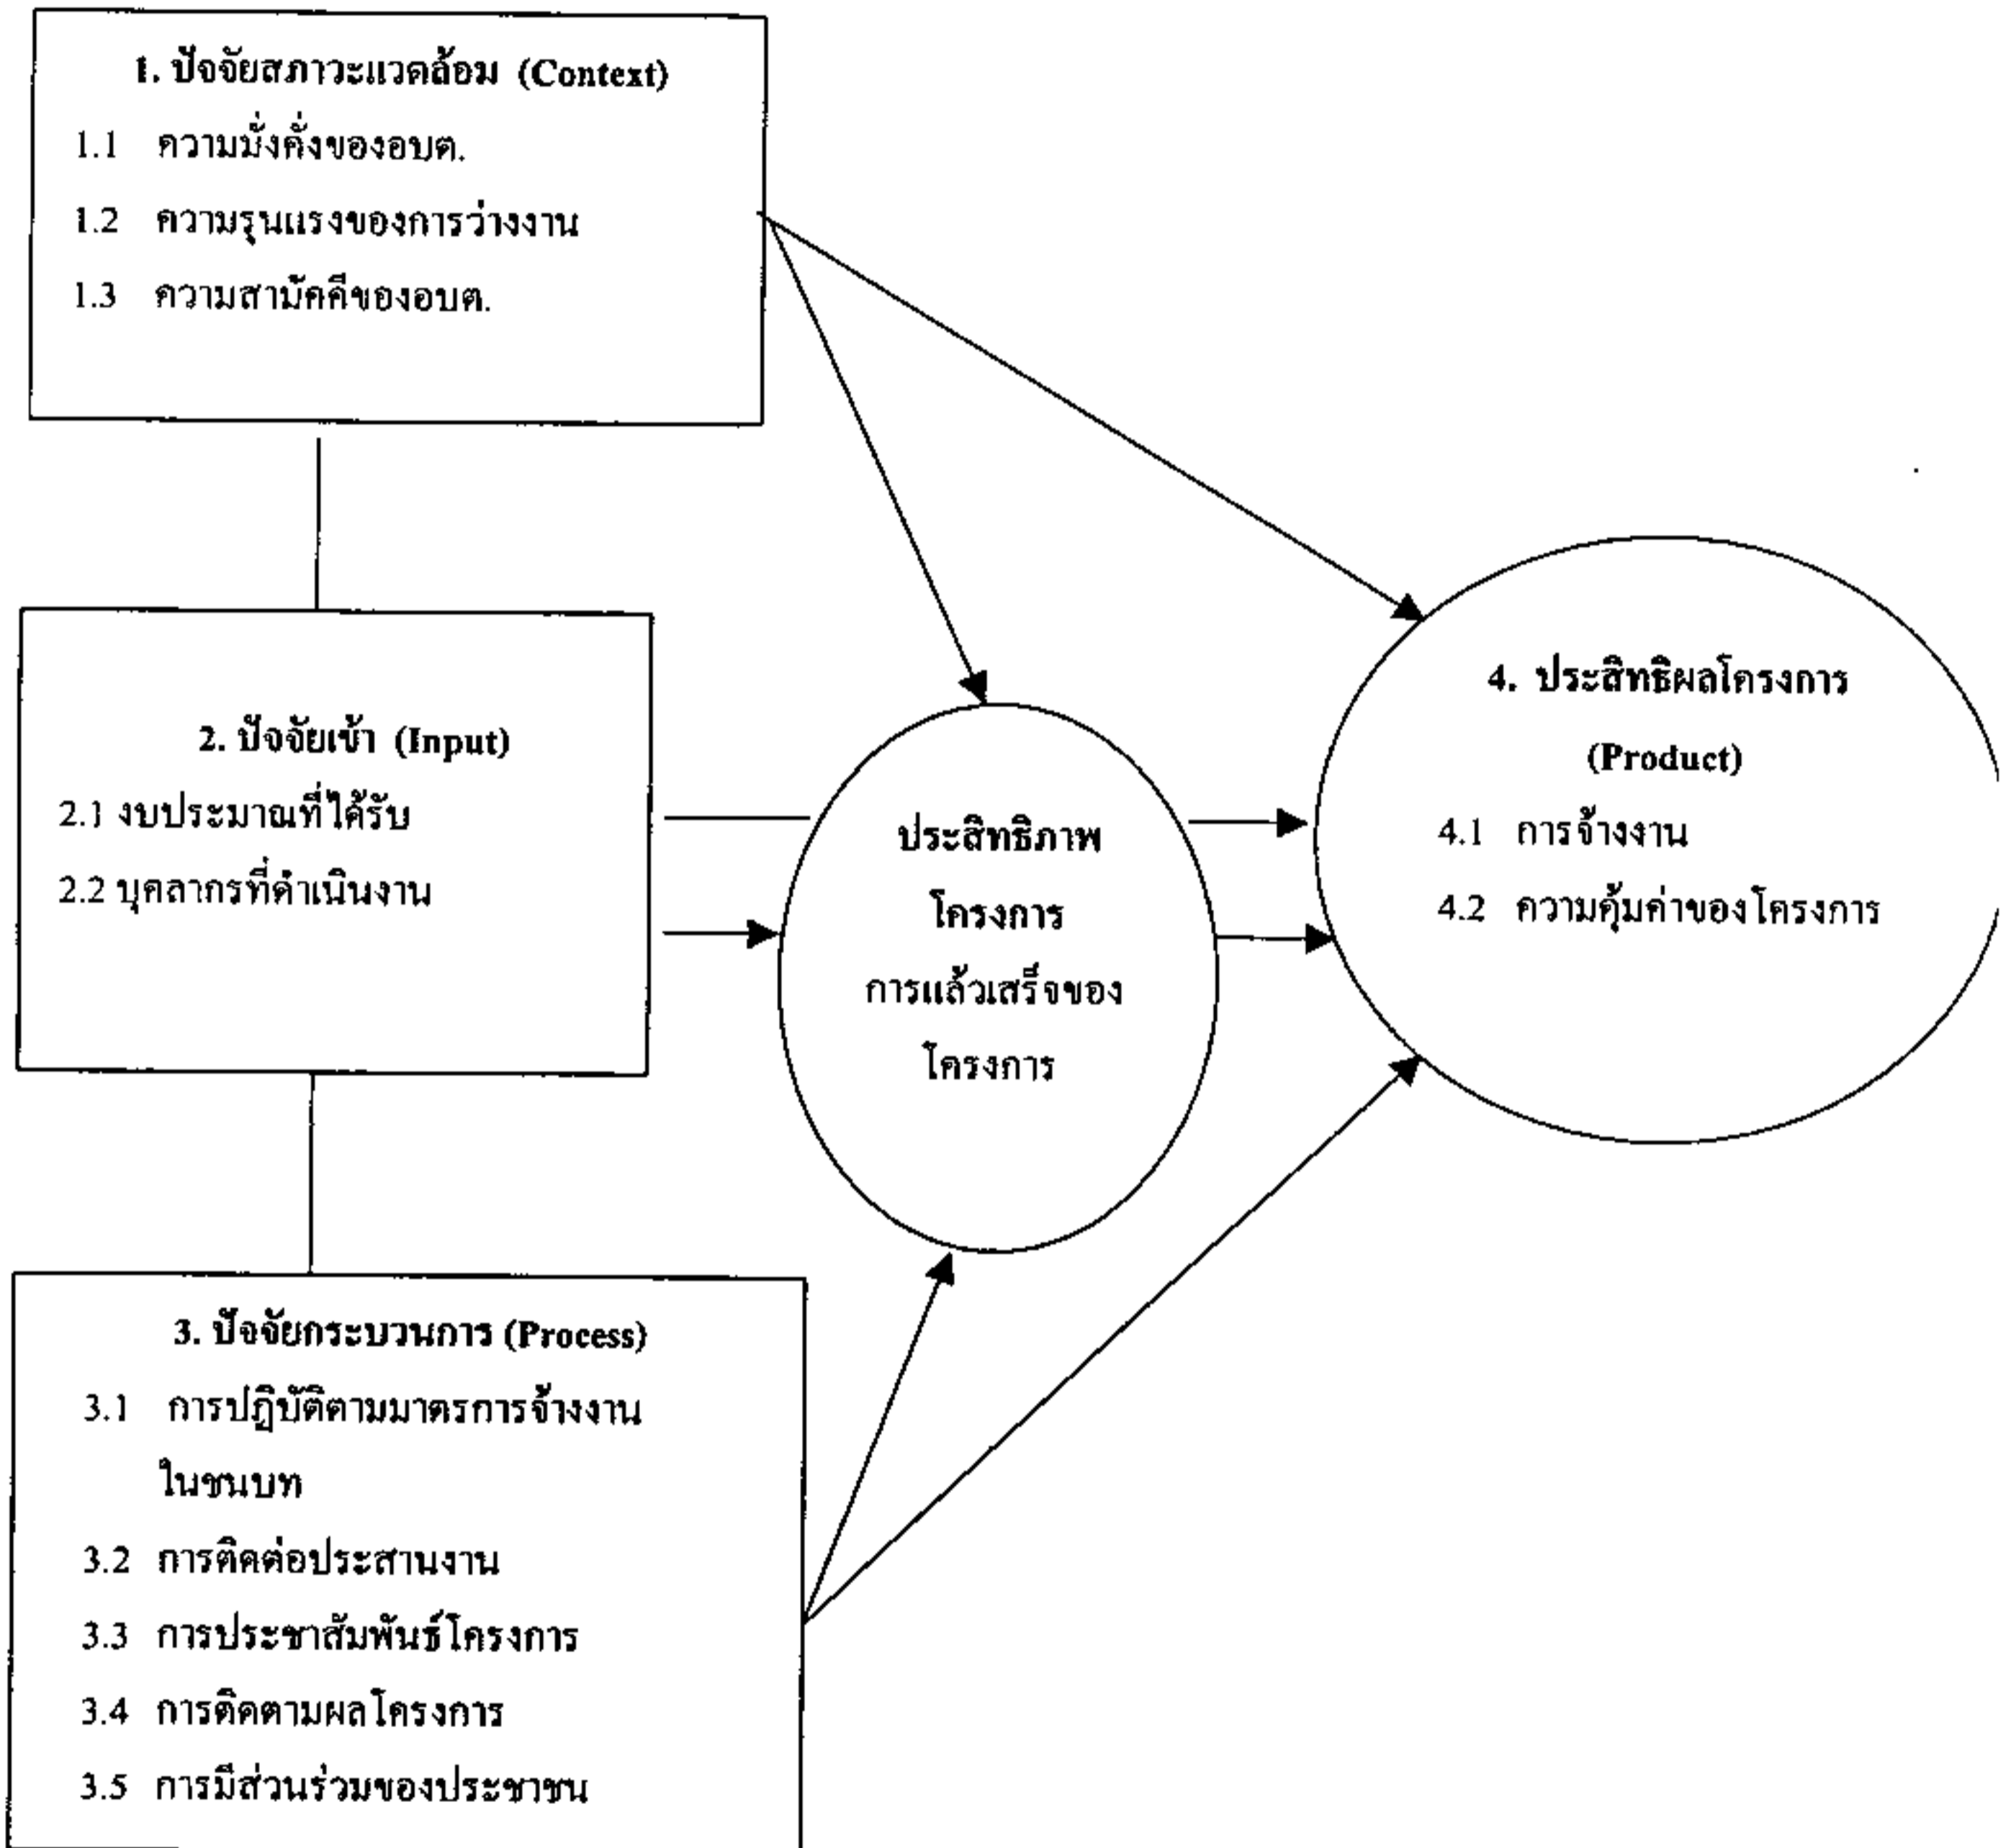 1. ปัจจัยสภาวะแวดล้อม (Context)
1.1 ความมั่งคั่งของอบต.
1.2 ความรุนแรงของการว่างงาน
1.3 ความสามัคคีของอบต.
2. ปัจจัยเข้า (Input)
2.1 งบประมาณที่ได้รับ
2.2 บุคลากรที่ดำเนินงาน
3. ปัจจัยกระบวนการ (Process)
3.1 การปฏิบัติตามมาตรการจ้างงาน
ในชนบท
3.2 การติดต่อประสานงาน
3.3 การประชาสัมพันธ์โครงการ
3.4 การติดตามผลโครงการ
3.5 การมีส่วนร่วมของประชาชน
ประสิทธิภาพ
โครงการ
การแล้วเสร็จของ
โครงการ
4. ประสิทธิผลโครงการ
(Product)
4.1 การจ้างงาน
4.2 ความคุ้มค่าของโครงการ